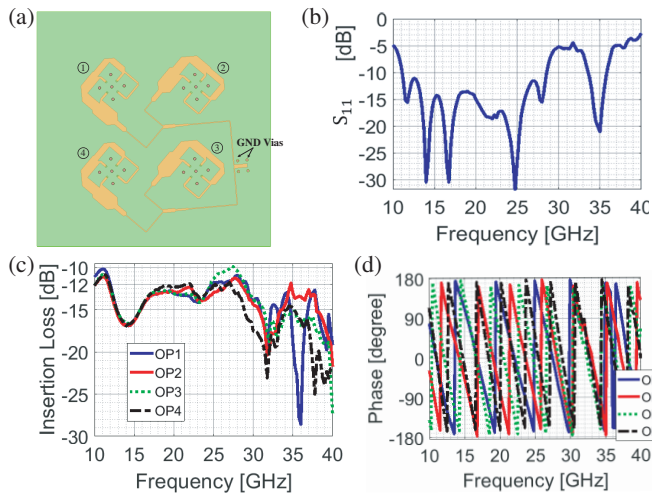 (a)
① ②
④ ③
GND Vias
(b)
S11 [dB]
0
-5
-10
-15
-20
-25
-30
10 15 20 25 30 35 40
Frequency [GHz]
(c)
Insertion Loss [dB]
-10
-12
-15
-20
-25
-30
OP1
OP2
OP3
OP4
10 15 20 25 30 35 40
Frequency [GHz]
(d)
Phase [degree]
180
90
0
-90
-180
O
O
O
O
10 15 20 25 30 35 40
Frequency [GHz]